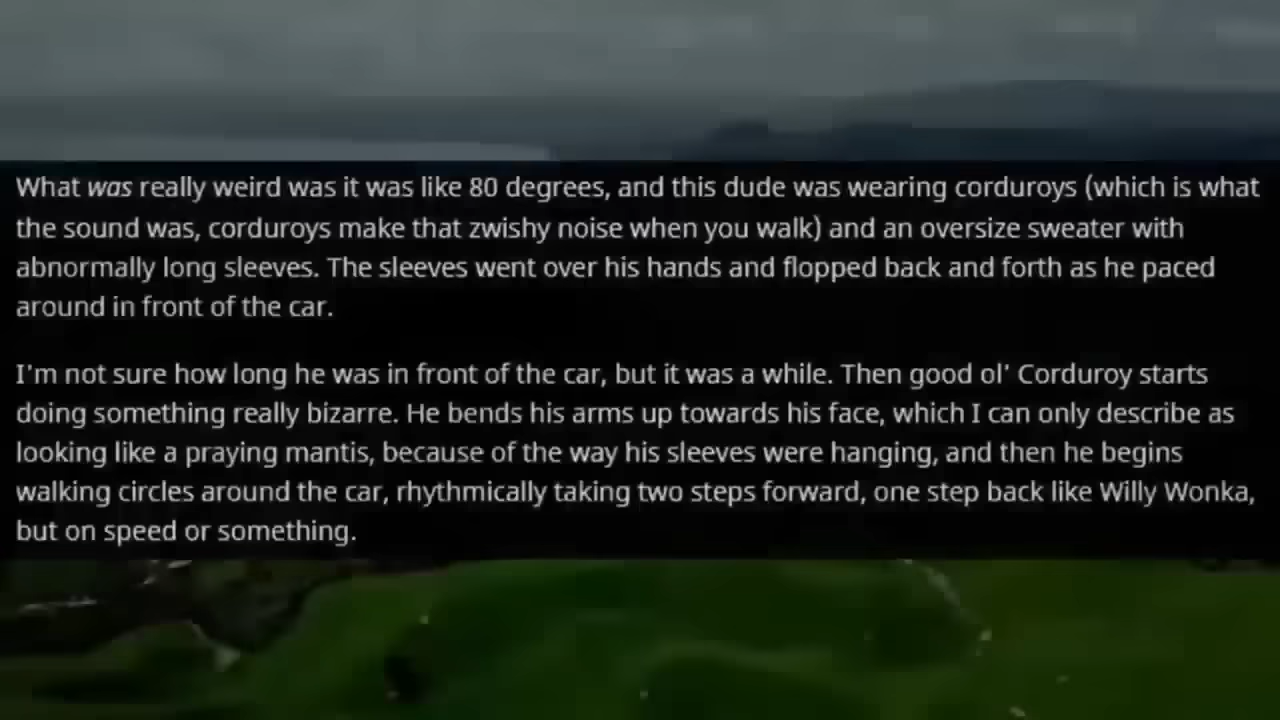 What was really weird was it was like 80 degrees, and this dude was wearing corduroys (which is what
the sound was, corduroys make that zwishy noise when you walk) and an oversize sweater with
abnormally long sleeves. The sleeves went over his hands and flopped back and forth as he paced
around in front of the car.
I'm not sure how long he was in front of the car, but it was a while. Then good ol' Corduroy starts
doing something really bizarre. He bends his arms up towards his face, which I can only describe as
looking like a praying mantis, because of the way his sleeves were hanging, and then he begins
walking circles around the car, rhythmically taking two steps forward, one step back like Willy Wonka,
but on speed or something.